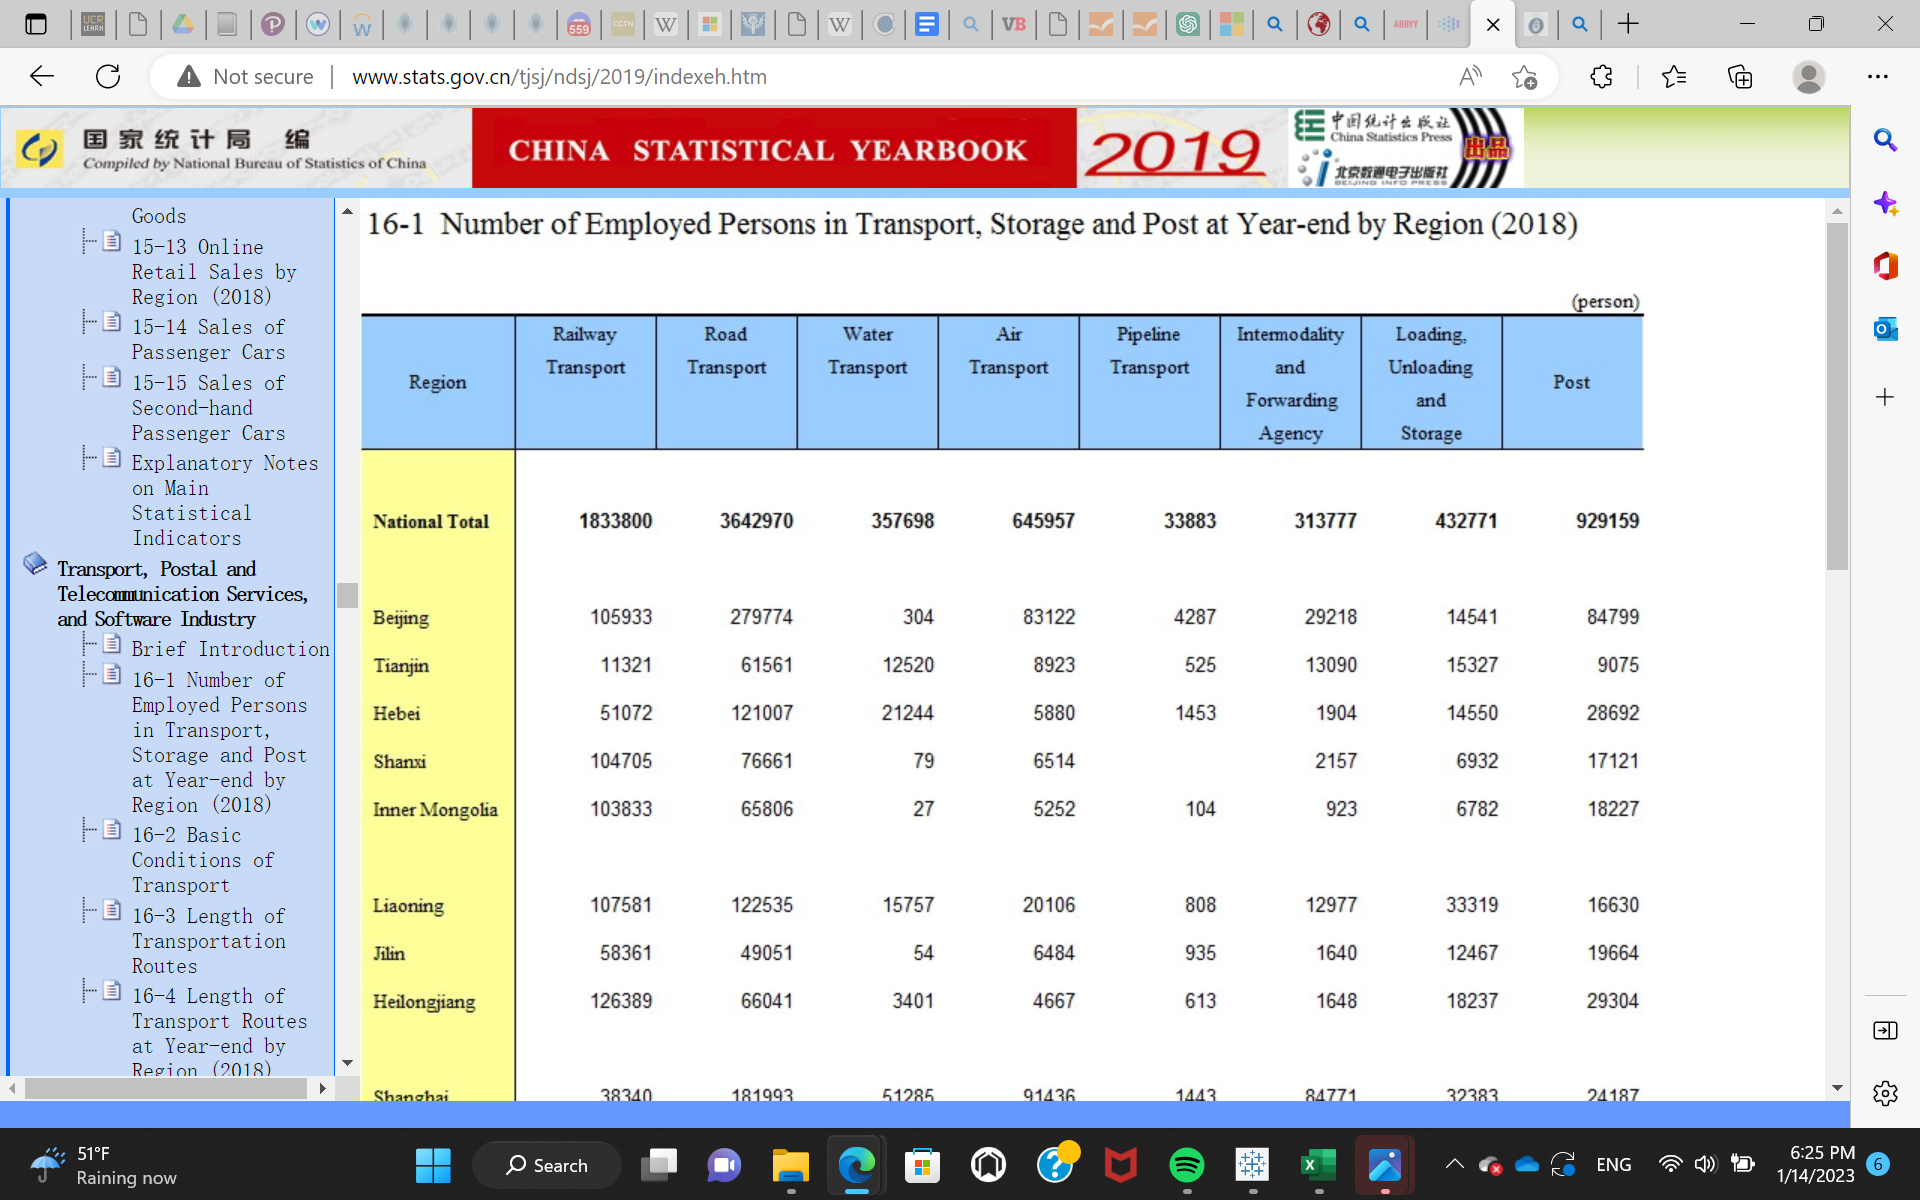 UCR
LEARN
559
CGTN
W
W
VB
ABBYY
Not secure
www.stats.gov.cn/tjsj/ndsj/2019/indexeh.htm
国家统计局 编
Compiled by National Bureau of Statistics of China
CHINA STATISTICAL YEARBOOK
2019
中国统计出版社
China Statistics Press
北京数通电子出版社
BEIJING INFO PRESS
出品
Goods
15-13 Online
Retail Sales by
Region (2018)
15-14 Sales of
Passenger Cars
15-15 Sales of
Second-hand
Passenger Cars
Explanatory Notes
on Main
Statistical
Indicators
Transport, Postal and
Telecommunication Services,
and Software Industry
Brief Introduction
16-1 Number of
Employed Persons
in Transport,
Storage and Post
at Year-end by
Region (2018)
16-2 Basic
Conditions of
Transport
16-3 Length of
Transportation
Routes
16-4 Length of
Transport Routes
at Year-end by
Region (2018)
16-1 Number of Employed Persons in Transport, Storage and Post at Year-end by Region (2018)
(person)
Region Railway Transport Road Transport Water Transport Air Transport Pipeline Transport Intermodality and Forwarding Agency Loading, Unloading and Storage Post
National Total 1833800 3642970 357698 645957 33883 313777 432771 929159
Beijing 105933 279774 304 83122 4287 29218 14541 84799
Tianjin 11321 61561 12520 8923 525 13090 15327 9075
Hebei 51072 121007 21244 5880 1453 1904 14550 28692
Shanxi 104705 76661 79 6514 2157 6932 17121
Inner Mongolia 103833 65806 27 5252 104 923 6782 18227
Liaoning 107581 122535 15757 20106 808 12977 33319 16630
Jilin 58361 49051 54 6484 935 1640 12467 19664
Heilongjiang 126389 66041 3401 4667 613 1648 18237 29304
Shanghai 38340 181993 51285 91436 1443 84771 32383 24187
51°F
Raining now
Search
ENG
6:25 PM
1/14/2023
6